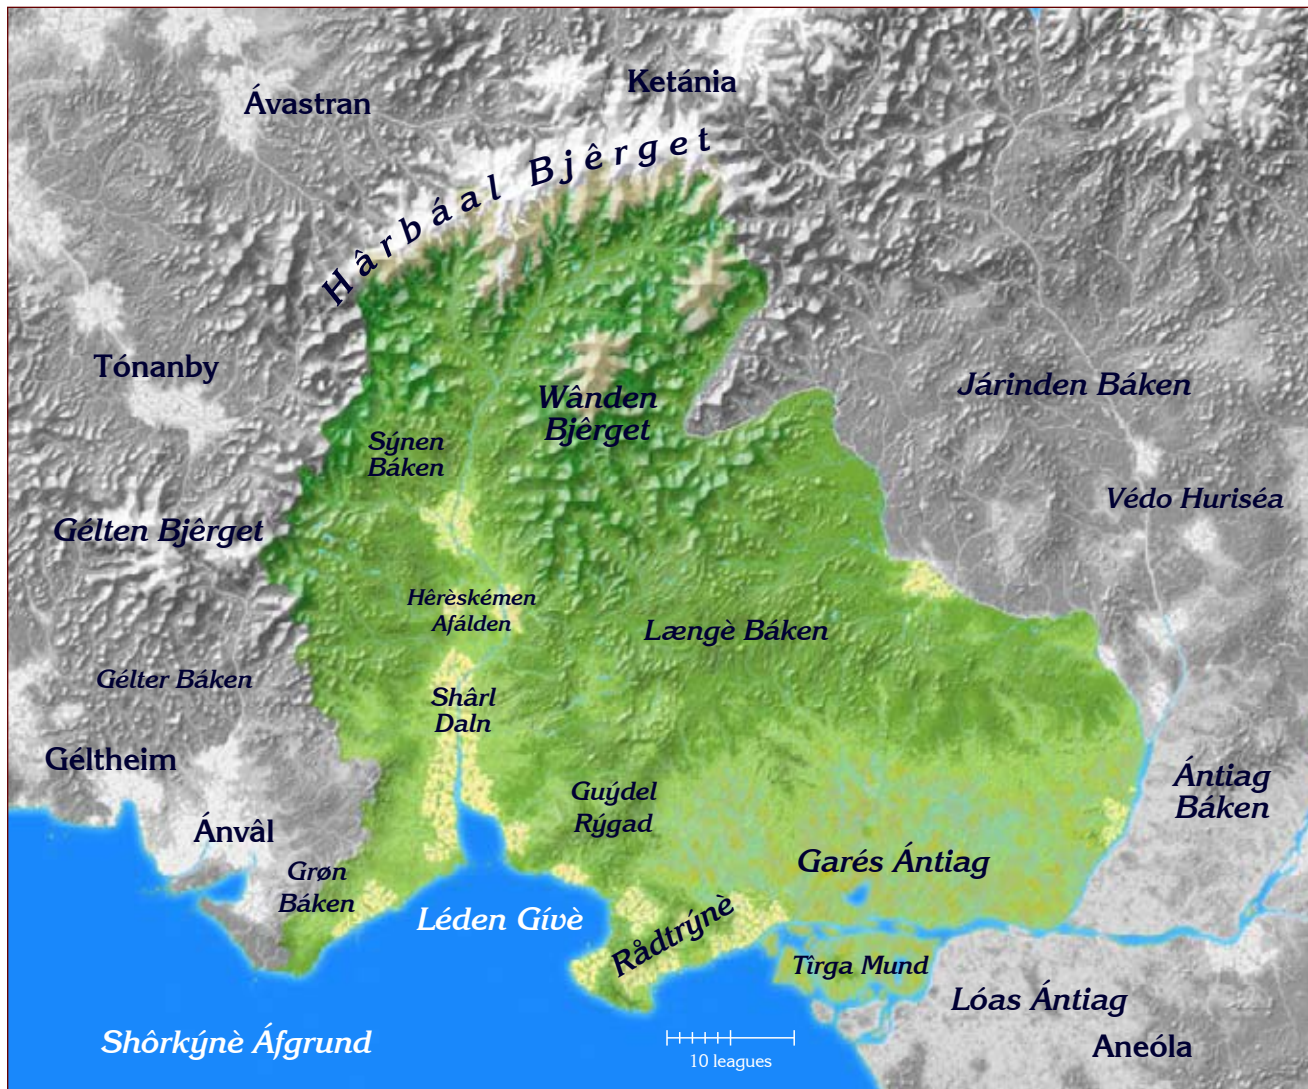 Ketánia
Ávastran
Hârbáal Bjêrget
Tónanby
Wânden
Bjêrget
Járinden Báken
Sýnen
Báken
Védo Huriséa
Gélten Bjêrget
Hêrèskémen
Afálden
Længè Báken
Gélter Báken
Shârl
Daln
Géltheim
Ántiag
Báken
Guýdel
Rýgad
Ánvâl
Garés Ántiag
Grøn
Báken
Léden Gívè
Rådtrýnè
Tîrga Mund
Lóas Ántiag
Shôrkýnè Áfgrund
Aneóla
10 leagues